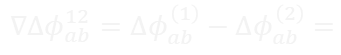 ∇Δϕ_{ab}^{12} = Δϕ_{ab}^{(1)} − Δϕ_{ab}^{(2)} =